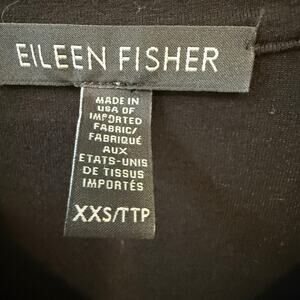 EILEEN FISHER
MADE IN
USA OF
IMPORTED
FABRIC/
FABRIQUÉ
AUX
ETATS-UNIS
DE TISSUS
IMPORTÉS
XXS/TTP